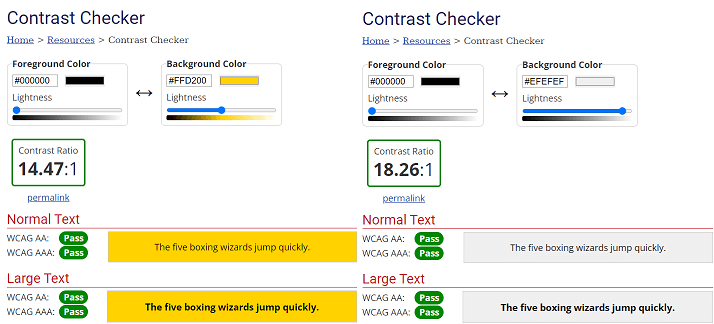 Contrast Checker
Home > Resources > Contrast Checker
Foreground Color
#000000
Lightness
Background Color
#FFD200
Lightness
Contrast Ratio
14.47:1
permalink
Normal Text
WCAG AA: Pass
WCAG AAA: Pass
The five boxing wizards jump quickly.
Large Text
WCAG AA: Pass
WCAG AAA: Pass
The five boxing wizards jump quickly.
Contrast Checker
Home > Resources > Contrast Checker
Foreground Color
#000000
Lightness
Background Color
#EFEFEF
Lightness
Contrast Ratio
18.26:1
permalink
Normal Text
WCAG AA: Pass
WCAG AAA: Pass
The five boxing wizards jump quickly.
Large Text
WCAG AA: Pass
WCAG AAA: Pass
The five boxing wizards jump quickly.